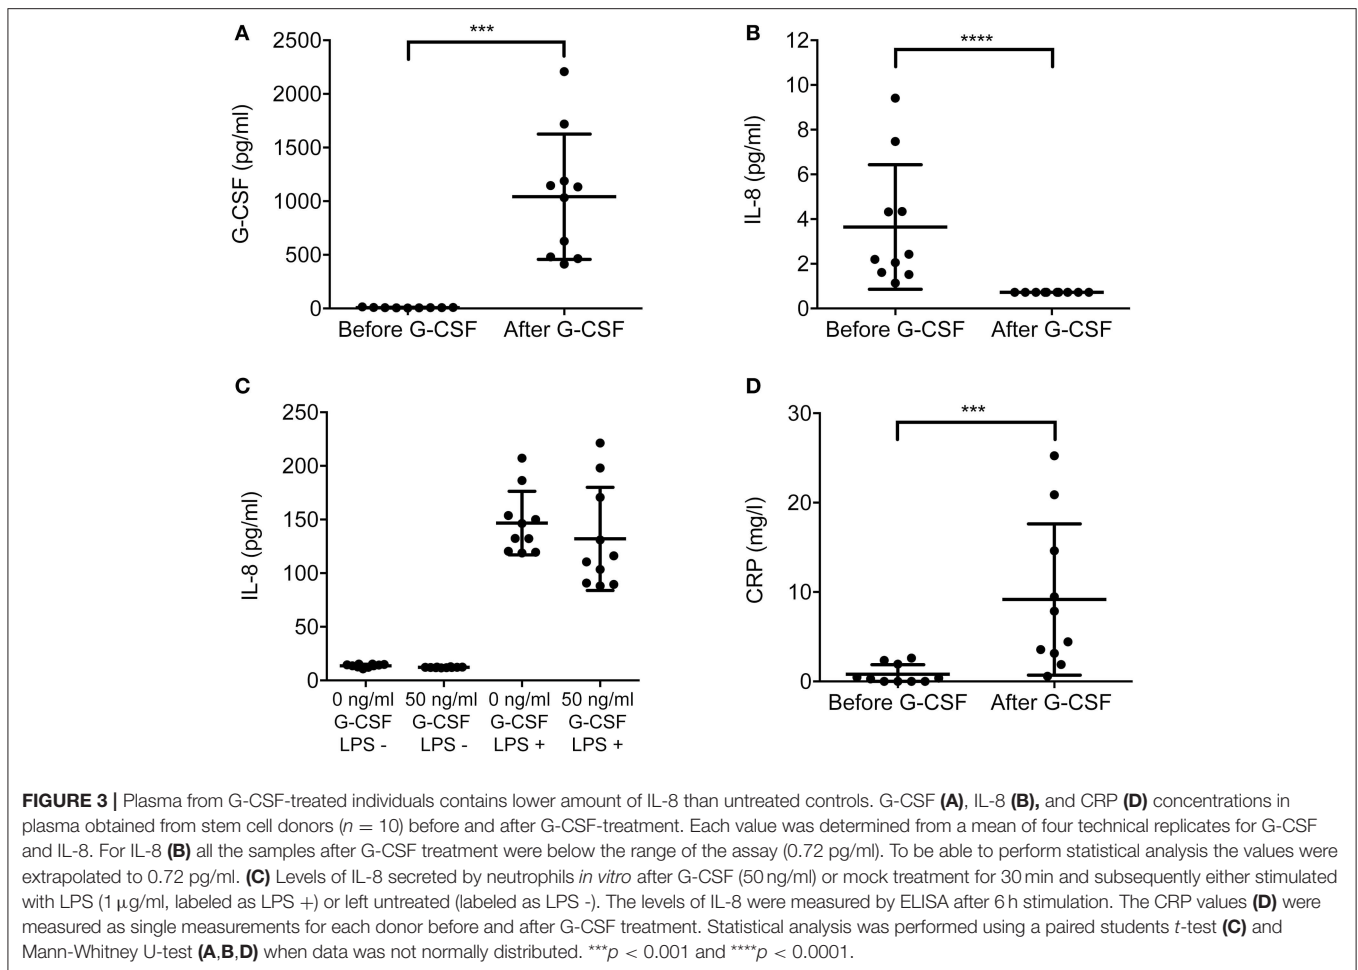 A
2500
2000
1500
1000
500
0
G-CSF (pg/ml)
***
Before G-CSF
After G-CSF
B
12
10
8
6
4
2
0
IL-8 (pg/ml)
****
Before G-CSF
After G-CSF
C
250
200
150
100
50
0
IL-8 (pg/ml)
0 ng/ml 50 ng/ml 0 ng/ml 50 ng/ml
G-CSF G-CSF G-CSF G-CSF
LPS - LPS - LPS + LPS +
D
30
20
10
0
CRP (mg/l)
***
Before G-CSF
After G-CSF
FIGURE 3 | Plasma from G-CSF-treated individuals contains lower amount of IL-8 than untreated controls. G-CSF (A), IL-8 (B), and CRP (D) concentrations in
plasma obtained from stem cell donors (n = 10) before and after G-CSF-treatment. Each value was determined from a mean of four technical replicates for G-CSF
and IL-8. For IL-8 (B) all the samples after G-CSF treatment were below the range of the assay (0.72 pg/ml). To be able to perform statistical analysis the values were
extrapolated to 0.72 pg/ml. (C) Levels of IL-8 secreted by neutrophils in vitro after G-CSF (50 ng/ml) or mock treatment for 30 min and subsequently either stimulated
with LPS (1 μg/ml, labeled as LPS +) or left untreated (labeled as LPS -). The levels of IL-8 were measured by ELISA after 6 h stimulation. The CRP values (D) were
measured as single measurements for each donor before and after G-CSF treatment. Statistical analysis was performed using a paired students t-test (C) and
Mann-Whitney U-test (A,B,D) when data was not normally distributed. ***p < 0.001 and ****p < 0.0001.